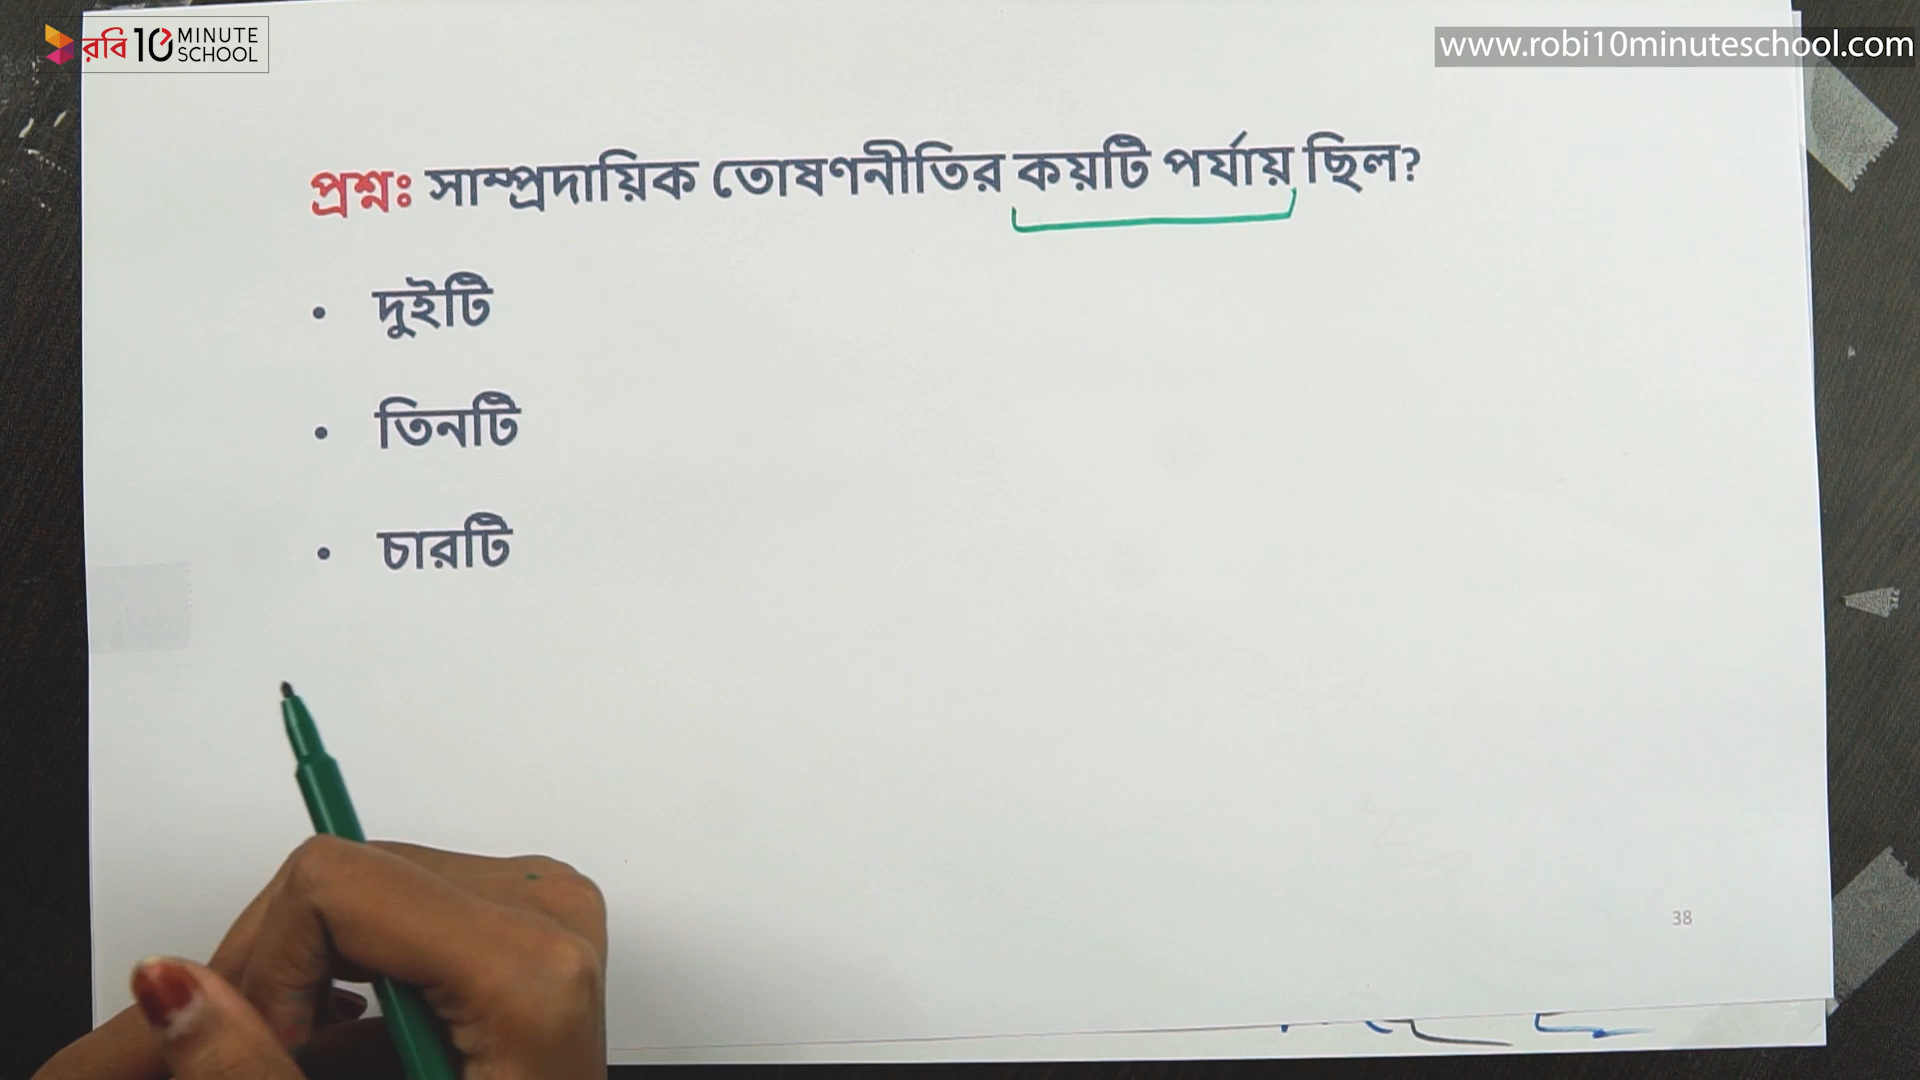 রবি 10 MINUTE SCHOOL
www.robi10minuteschool.com
প্রশ্নঃ সাম্প্রদায়িক তোষণনীতির কয়টি পর্যায় ছিল?
• দুইটি
• তিনটি
• চারটি
38